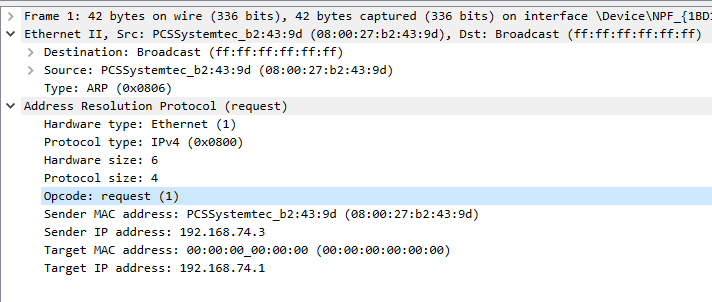 Frame 1: 42 bytes on wire (336 bits), 42 bytes captured (336 bits) on interface \Device\NPF_{1BD
Ethernet II, Src: PCSSystemtec_b2:43:9d (08:00:27:b2:43:9d), Dst: Broadcast (ff:ff:ff:ff:ff:ff)
Destination: Broadcast (ff:ff:ff:ff:ff:ff)
Source: PCSSystemtec_b2:43:9d (08:00:27:b2:43:9d)
Type: ARP (0x0806)
Address Resolution Protocol (request)
Hardware type: Ethernet (1)
Protocol type: IPv4 (0x0800)
Hardware size: 6
Protocol size: 4
Opcode: request (1)
Sender MAC address: PCSSystemtec_b2:43:9d (08:00:27:b2:43:9d)
Sender IP address: 192.168.74.3
Target MAC address: 00:00:00_00:00:00 (00:00:00:00:00:00)
Target IP address: 192.168.74.1